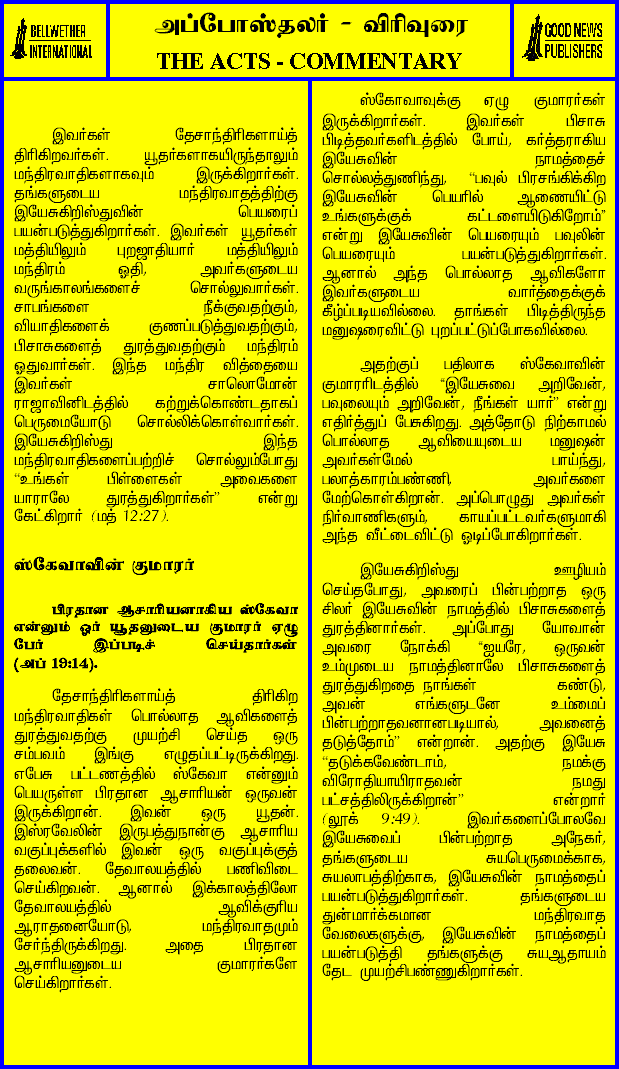 BELLWETHER
INTERNATIONAL
அப்போஸ்தலர் - விரிவுரை
THE ACTS - COMMENTARY
GOOD NEWS
PUBLISHERS
இவர்கள் தேசாந்திரிகளாய்த்
திரிகிறவர்கள். யூதர்களாகயிருந்தாலும்
மந்திரவாதிகளாகவும் இருக்கிறார்கள்.
தங்களுடைய மந்திரவாதத்திற்கு
இயேசுகிறிஸ்துவின் பெயரைப்
பயன்படுத்துகிறார்கள். இவர்கள் யூதர்கள்
மத்தியிலும் புறஜாதியார் மத்தியிலும்
மந்திரம் ஓதி, அவர்களுடைய
வருங்காலங்களைச் சொல்லுவார்கள்.
சாபங்களை நீக்குவதற்கும்,
வியாதிகளைக் குணப்படுத்துவதற்கும்,
பிசாசுகளைத் துரத்துவதற்கும் மந்திரம்
ஓதுவார்கள். இந்த மந்திர வித்தையை
இவர்கள் சாலொமோன்
ராஜாவினிடத்தில் கற்றுக்கொண்டதாகப்
பெருமையோடு சொல்லிக்கொள்வார்கள்.
இயேசுகிறிஸ்து இந்த
மந்திரவாதிகளைப்பற்றிச் சொல்லும்போது
“உங்கள் பிள்ளைகள் அவைகளை
யாராலே துரத்துகிறார்கள்” என்று
கேட்கிறார் (மத் 12:27).
ஸ்கேவாவின் குமாரர்
பிரதான ஆசாரியனாகிய ஸ்கேவா
என்னும் ஓர் யூதனுடைய குமாரர் ஏழு
பேர் இப்படிச் செய்தார்கள்
(அப் 19:14).
தேசாந்திரிகளாய்த் திரிகிற
மந்திரவாதிகள் பொல்லாத ஆவிகளைத்
துரத்துவதற்கு முயற்சி செய்த ஒரு
சம்பவம் இங்கு எழுதப்பட்டிருக்கிறது.
எபேசு பட்டணத்தில் ஸ்கேவா என்னும்
பெயருள்ள பிரதான ஆசாரியன் ஒருவன்
இருக்கிறான். இவன் ஒரு யூதன்.
இஸ்ரவேலின் இருபத்துநான்கு ஆசாரிய
வகுப்புக்களில் இவன் ஒரு வகுப்புக்குத்
தலைவன். தேவாலயத்தில் பணிவிடை
செய்கிறவன். ஆனால் இக்காலத்திலோ
தேவாலயத்தில் ஆவிக்குரிய
ஆராதனையோடு, மந்திரவாதமும்
சேர்ந்திருக்கிறது. அதை பிரதான
ஆசாரியனுடைய குமாரர்களே
செய்கிறார்கள்.
ஸ்கோவாவுக்கு ஏழு குமாரர்கள்
இருக்கிறார்கள். இவர்கள் பிசாசு
பிடித்தவர்களிடத்தில் போய், கர்த்தராகிய
இயேசுவின் நாமத்தைச்
சொல்லத்துணிந்து, “பவுல் பிரசங்கிக்கிற
இயேசுவின் பெயரில் ஆணையிட்டு
உங்களுக்குக் கட்டளையிடுகிறோம்”
என்று இயேசுவின் பெயரையும் பவுலின்
பெயரையும் பயன்படுத்துகிறார்கள்.
ஆனால் அந்த பொல்லாத ஆவிகளோ
இவர்களுடைய வார்த்தைக்குக்
கீழ்ப்படியவில்லை. தாங்கள் பிடித்திருந்த
மனுஷரைவிட்டு புறப்பட்டுப்போகவில்லை.
அதற்குப் பதிலாக ஸ்கேவாவின்
குமாரரிடத்தில் “இயேசுவை அறிவேன்,
பவுலையும் அறிவேன், நீங்கள் யார்” என்று
எதிர்த்துப் பேசுகிறது. அத்தோடு நிற்காமல்
பொல்லாத ஆவியையுடைய மனுஷன்
அவர்கள்மேல் பாய்ந்து,
பலாத்காரம்பண்ணி, அவர்களை
மேற்கொள்கிறான். அப்பொழுது அவர்கள்
நிர்வாணிகளும், காயப்பட்டவர்களுமாகி
அந்த வீட்டைவிட்டு ஓடிப்போகிறார்கள்.
இயேசுகிறிஸ்து ஊழியம்
செய்தபோது, அவரைப் பின்பற்றாத ஒரு
சிலர் இயேசுவின் நாமத்தில் பிசாசுகளைத்
துரத்தினார்கள். அப்போது யோவான்
அவரை நோக்கி “ஐயரே, ஒருவன்
உம்முடைய நாமத்தினாலே பிசாசுகளைத்
துரத்துகிறதை நாங்கள் கண்டு,
அவன் எங்களுடனே உம்மைப்
பின்பற்றாதவனானபடியால், அவனைத்
தடுத்தோம்” என்றான். அதற்கு இயேசு
“தடுக்கவேண்டாம், நமக்கு
விரோதியாயிராதவன் நமது
பட்சத்திலிருக்கிறான்” என்றார்
(லூக் 9:49). இவர்களைப்போலவே
இயேசுவைப் பின்பற்றாத அநேகர்,
தங்களுடைய சுயபெருமைக்காக,
சுயலாபத்திற்காக, இயேசுவின் நாமத்தைப்
பயன்படுத்துகிறார்கள். தங்களுடைய
துன்மார்க்கமான மந்திரவாத
வேலைகளுக்கு, இயேசுவின் நாமத்தைப்
பயன்படுத்தி தங்களுக்கு சுயஆதாயம்
தேட முயற்சிபண்ணுகிறார்கள்.